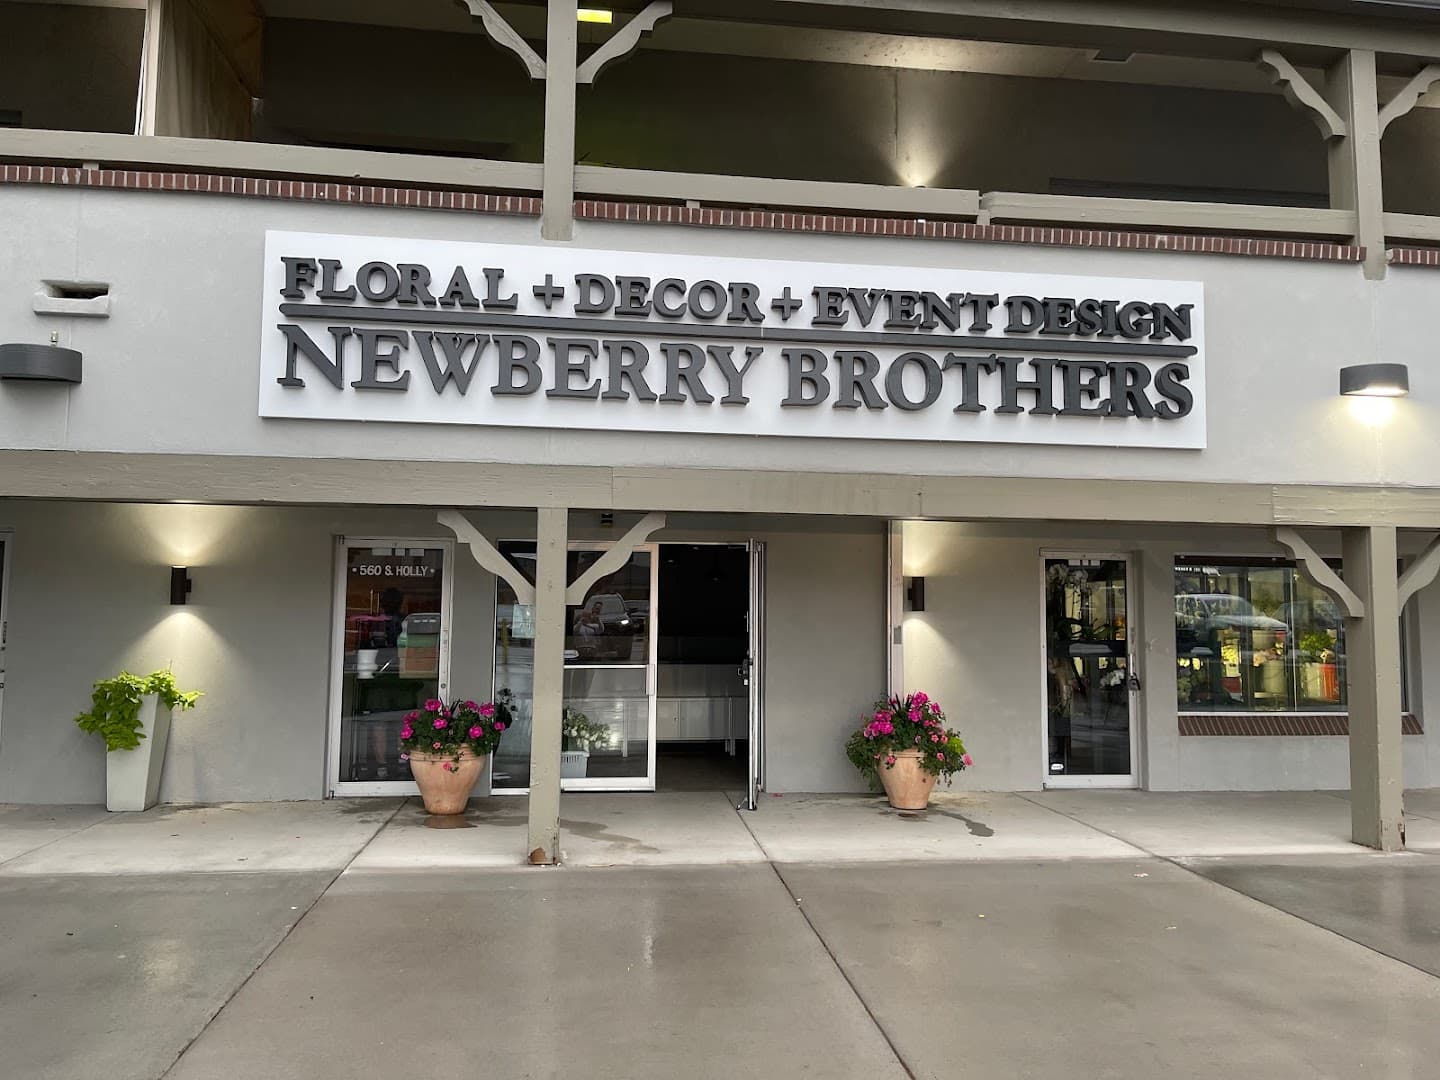 FLORAL + DECOR + EVENT DESIGN
NEWBERRY BROTHERS
• 560 S. HOLLY •